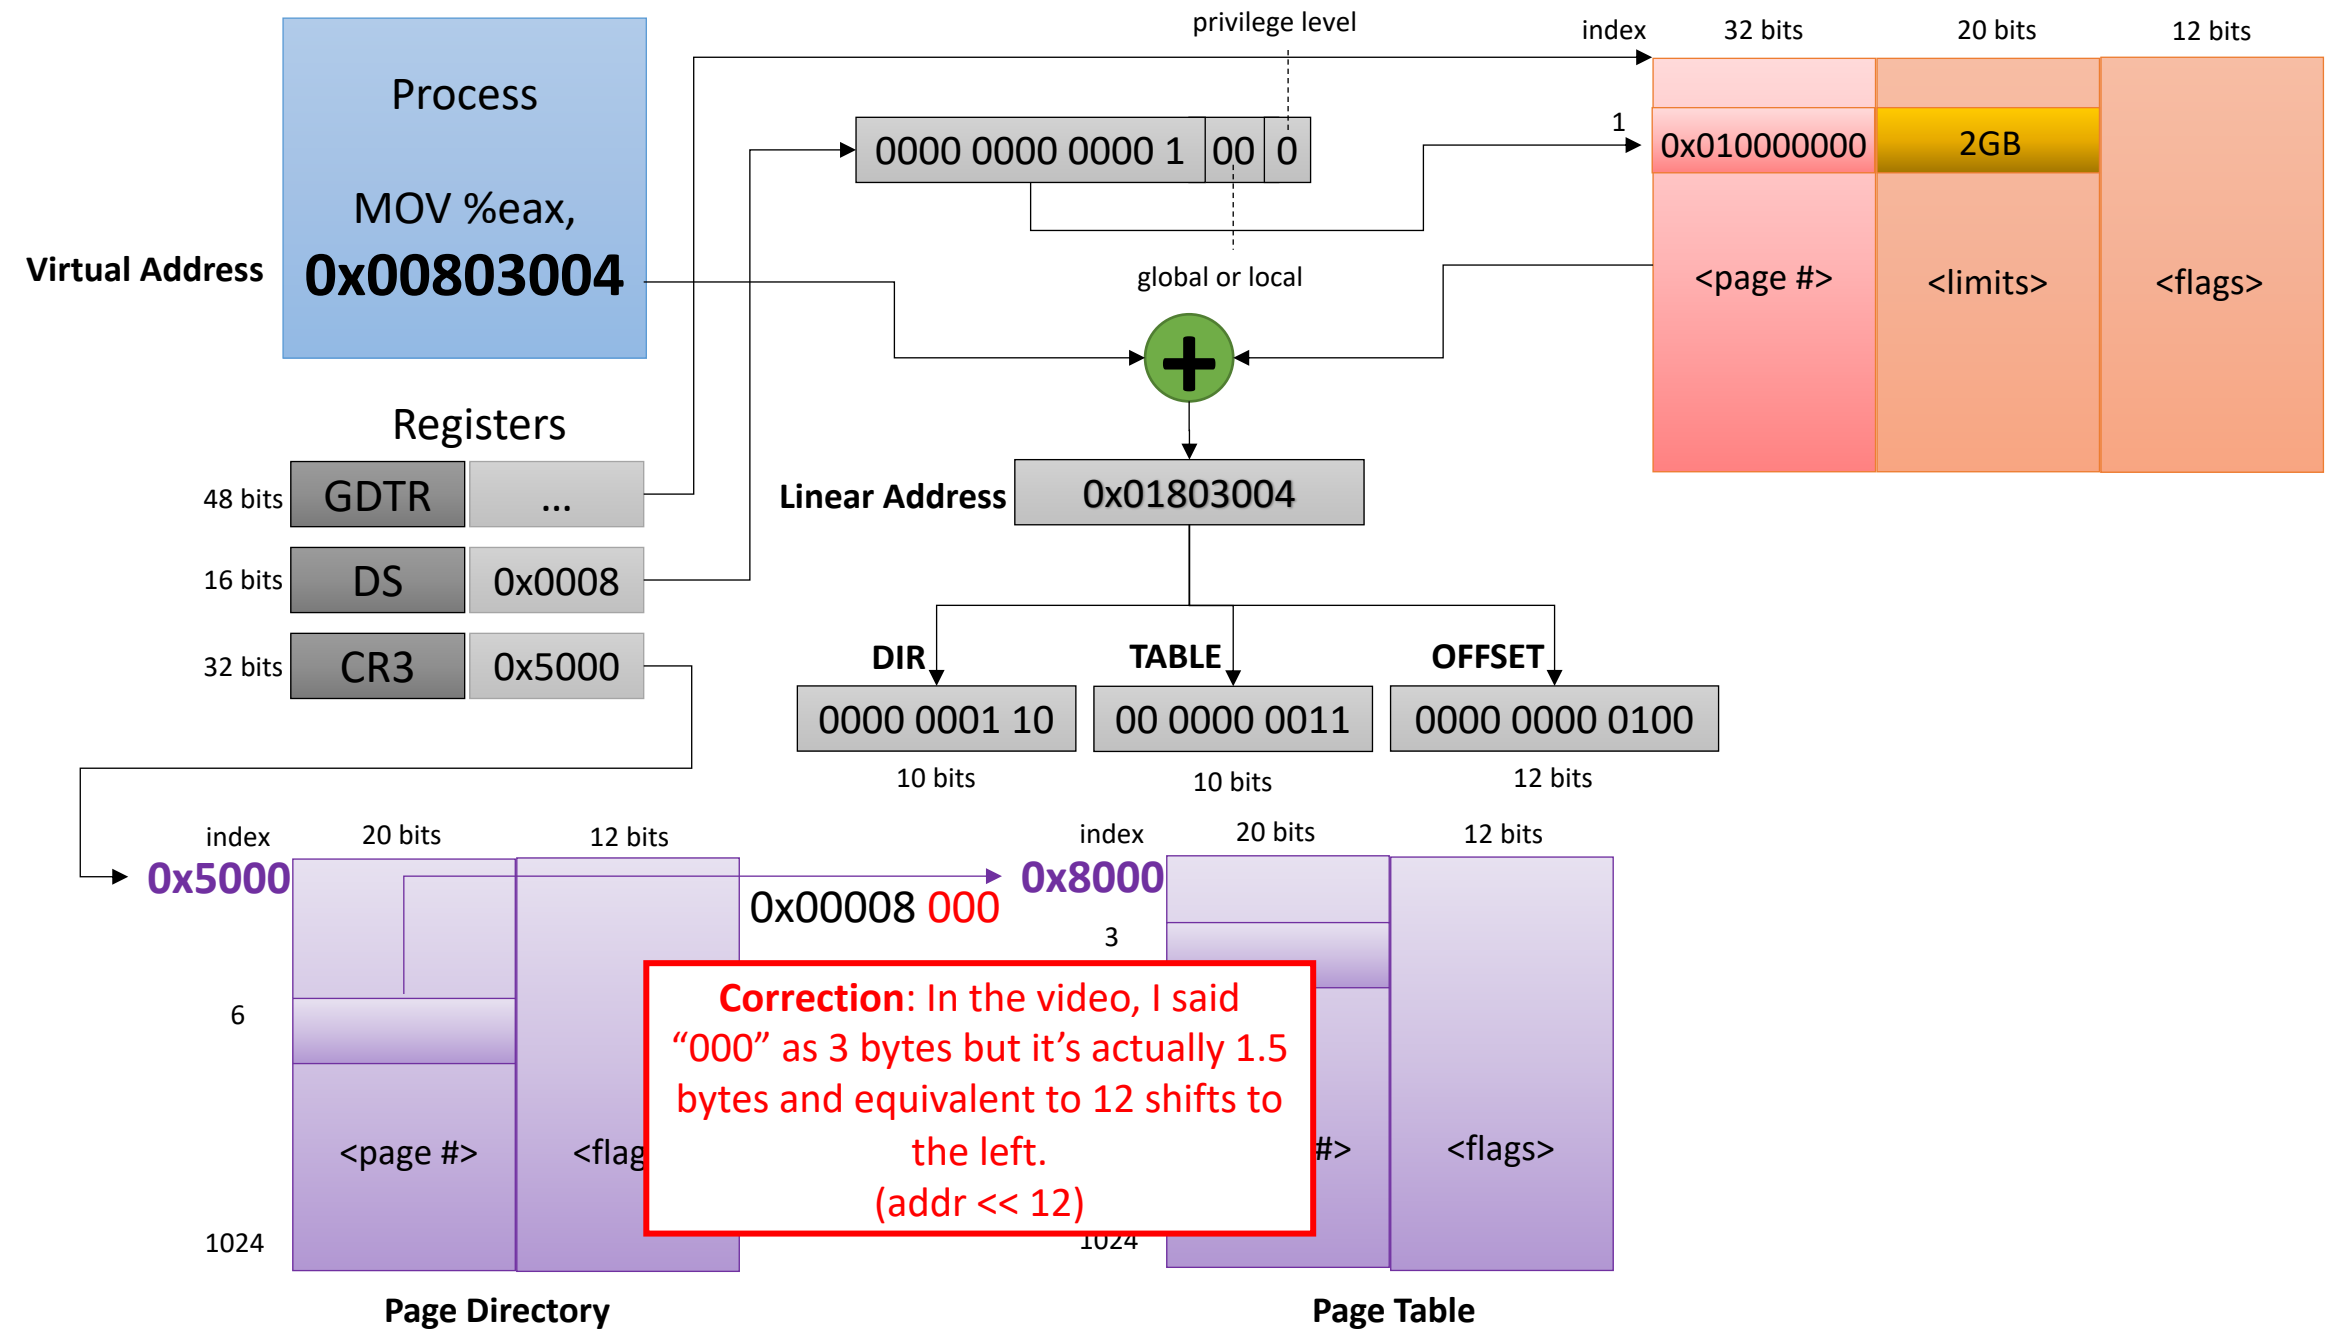 privilege level
index 32 bits 20 bits 12 bits
Process
MOV %eax,
0x00803004
Virtual Address
0000 0000 0000 1 00 0
global or local
1
0x010000000 2GB
<page #> <limits> <flags>
+
Registers
48 bits GDTR ...
16 bits DS 0x0008
32 bits CR3 0x5000
Linear Address 0x01803004
DIR TABLE OFFSET
0000 0001 10 00 0000 0011 0000 0000 0100
10 bits 10 bits 12 bits
index 20 bits 12 bits
0x5000
6
<page #> <flag
1024
Page Directory
0x00008 000
index 20 bits 12 bits
0x8000
3
#> <flags>
1024
Page Table
Correction: In the video, I said
“000” as 3 bytes but it’s actually 1.5
bytes and equivalent to 12 shifts to
the left.
(addr << 12)